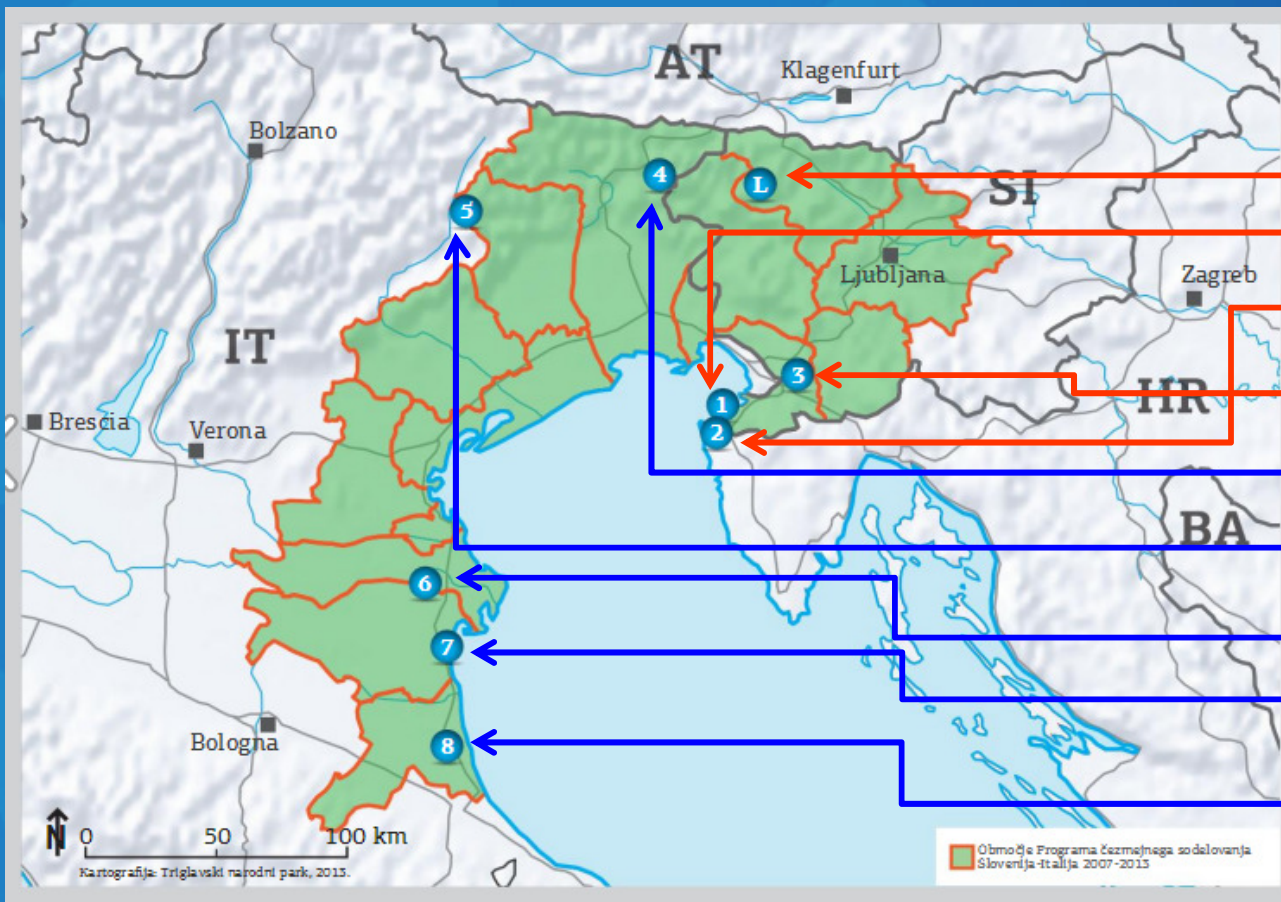 AT
Klagenfurt
Bolzano
4
L
SI
5
Ljubljana
Zagreb
IT
3
HR
1
Brescia
Verona
2
BA
6
7
Bologna
8
N
0 50 100 km
Kartografija: Triglavski narodni park, 2013.
Območje Programa čezmejnega sodelovanja
Slovenija-Italija 2007-2013